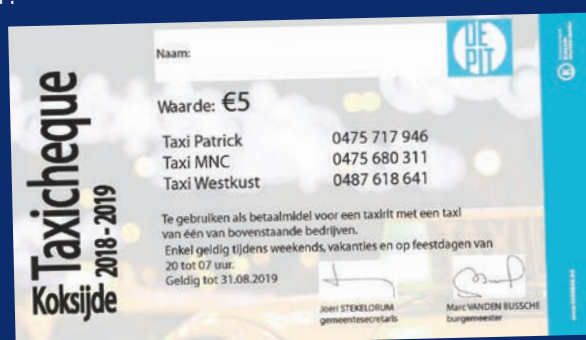 Taxicheque
Koksijde 2018 - 2019
Naam:
DE
PIT
Waarde: €5
Taxi Patrick 0475 717 946
Taxi MNC 0475 680 311
Taxi Westkust 0487 618 641
Te gebruiken als betaalmidel voor een taxirit met een taxi
van één van bovenstaande bedrijven.
Enkel geldig tijdens weekends, vakanties en op feestdagen van
20 tot 07 uur.
Geldig tot 31.08.2019
Joeri STEKELORUM
gemeentesecretaris
Marc VANDEN BUSSCHE
burgemeester